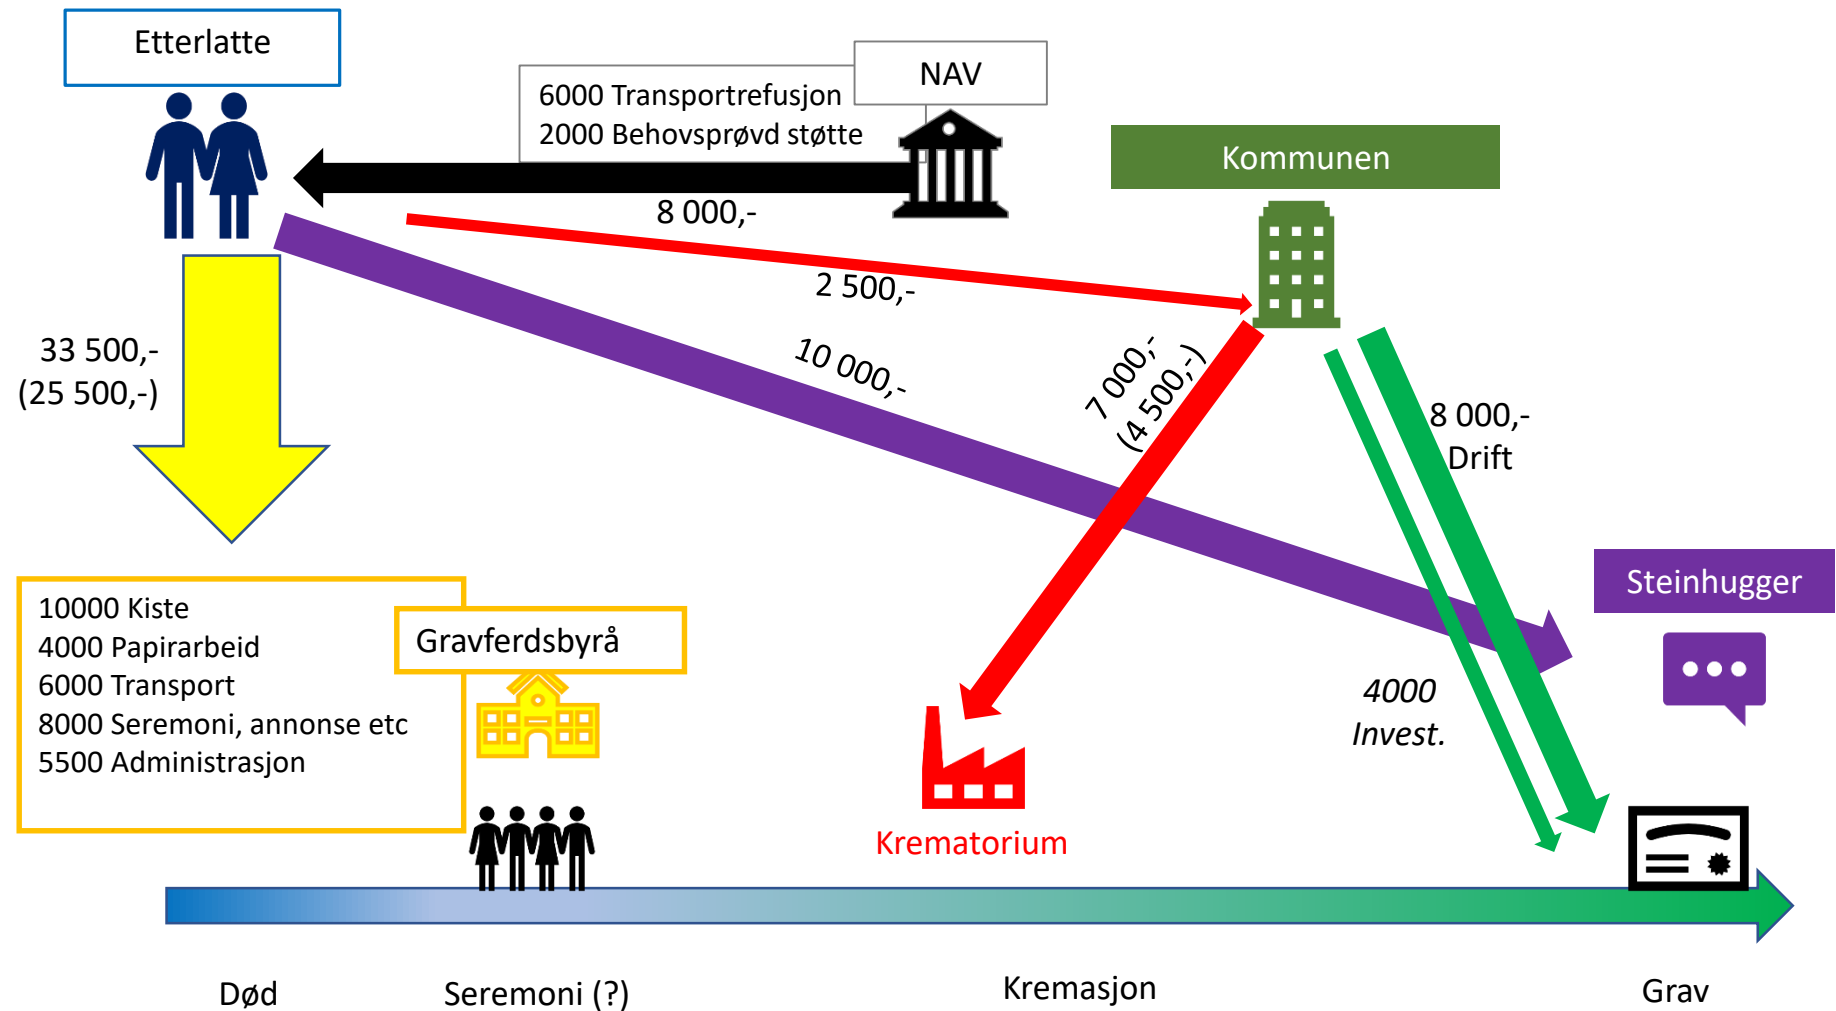 Etterlatte
NAV
6000 Transportrefusjon
2000 Behovsprøvd støtte
8 000,-
Kommunen
2 500,-
33 500,-
(25 500,-)
10 000,-
7 000,-
(4 500,-)
8 000,-
Drift
Steinhugger
10000 Kiste
4000 Papirarbeid
6000 Transport
8000 Seremoni, annonse etc
5500 Administrasjon
Gravferdsbyrå
4000
Invest.
Krematorium
Død
Seremoni (?)
Kremasjon
Grav